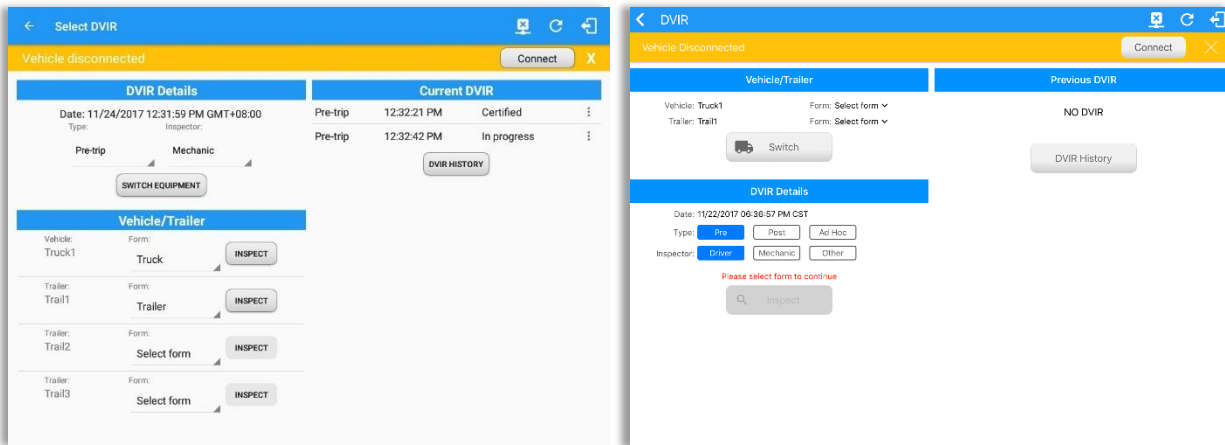 Select DVIR
Vehicle disconnected
Connect X
DVIR Details
Date: 11/24/2017 12:31:59 PM GMT+08:00
Type: Inspector:
Pre-trip Mechanic
SWITCH EQUIPMENT
Vehicle/Trailer
Vehicle: Form:
Truck1 Truck INSPECT
Trailer: Form:
Trail1 Trailer INSPECT
Trailer: Form:
Trail2 Select form INSPECT
Trailer: Form:
Trail3 Select form INSPECT
Current DVIR
Pre-trip 12:32:21 PM Certified
Pre-trip 12:32:42 PM In progress
DVIR HISTORY
DVIR
Vehicle Disconnected
Connect
Vehicle/Trailer
Vehicle: Truck1 Form: Select form
Trailer: Trail1 Form: Select form
Switch
DVIR Details
Date: 11/22/2017 06:36:57 PM CST
Type: Pre Post Ad Hoc
Inspector: Driver Mechanic Other
Please select form to continue
Inspect
Previous DVIR
NO DVIR
DVIR History